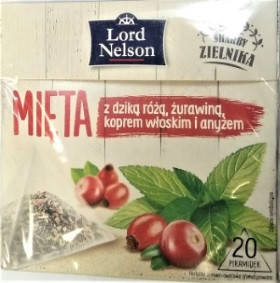 Lord
Nelson
SKARBY
ZIELNIKA
MIĘTA
z dziką różą, żurawiną,
koprem włoskim i anyżem
20
PIRAMIDEK